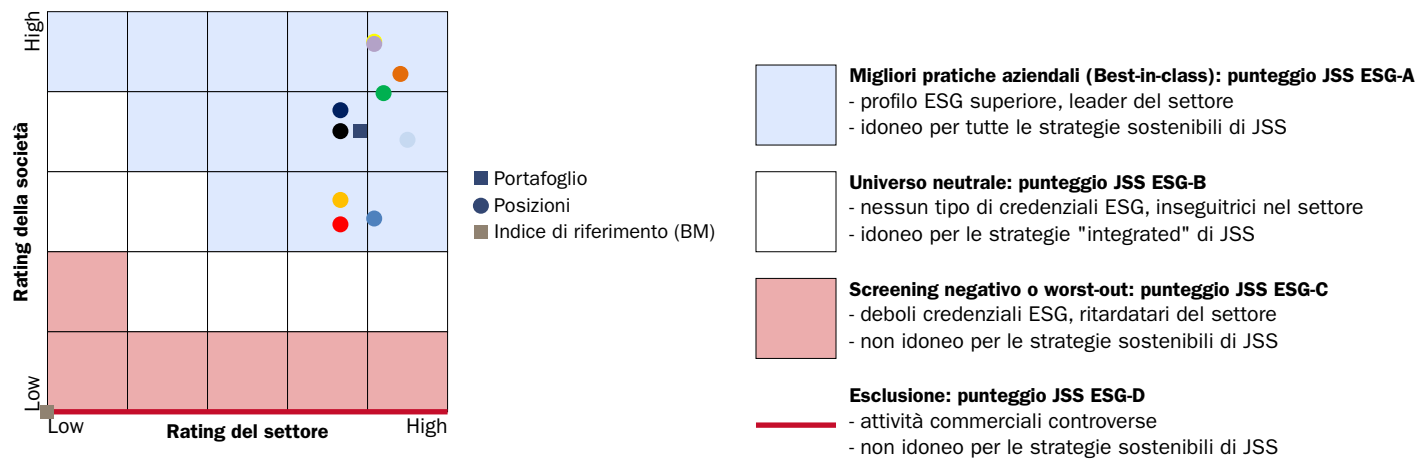 High
Rating della società
Low
Low
Rating del settore
High
Portafoglio
Posizioni
Indice di riferimento (BM)
Migliori pratiche aziendali (Best-in-class): punteggio JSS ESG-A
- profilo ESG superiore, leader del settore
- idoneo per tutte le strategie sostenibili di JSS
Universo neutrale: punteggio JSS ESG-B
- nessun tipo di credenziali ESG, inseguitrici nel settore
- idoneo per le strategie "integrated" di JSS
Screening negativo o worst-out: punteggio JSS ESG-C
- deboli credenziali ESG, ritardatari del settore
- non idoneo per le strategie sostenibili di JSS
Esclusione: punteggio JSS ESG-D
- attività commerciali controverse
- non idoneo per le strategie sostenibili di JSS